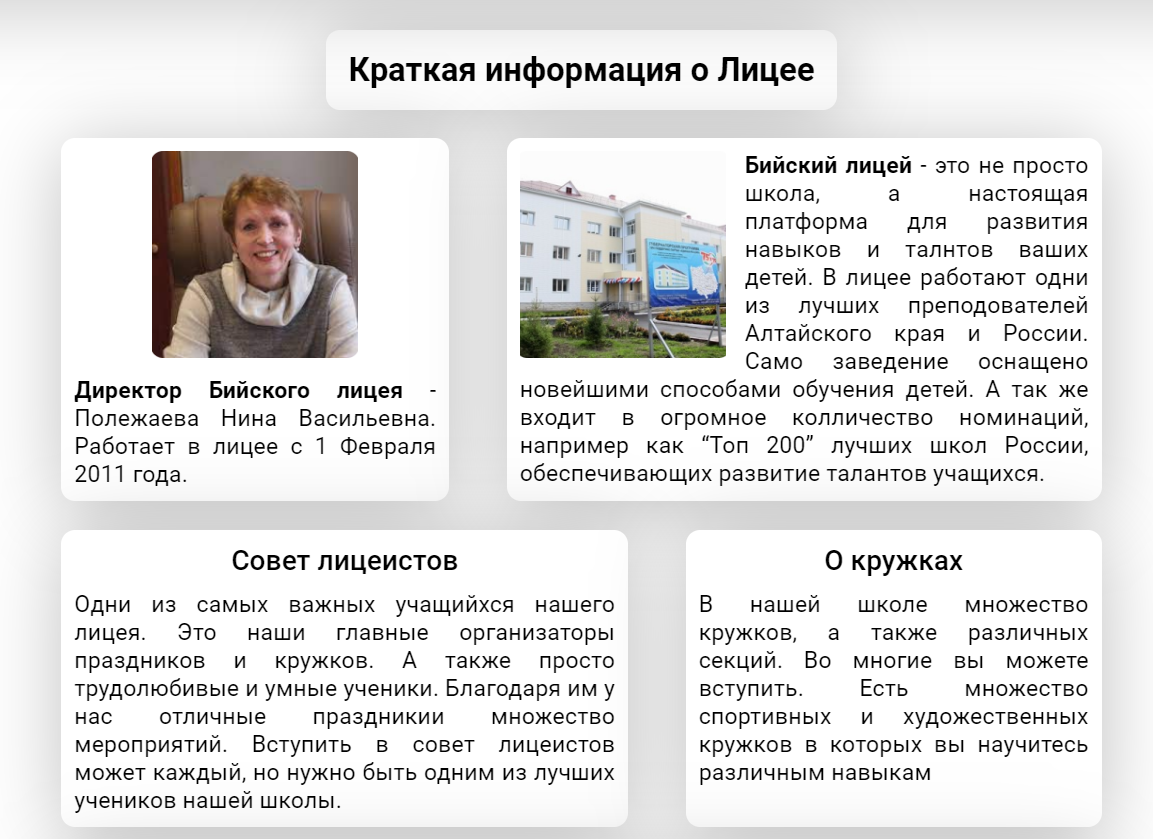 Краткая информация о Лицее
Директор Бийского лицея -
Полежаева Нина Васильевна.
Работает в лицее с 1 Февраля
2011 года.
Бийский лицей - это не просто
школа, а настоящая
платформа для развития
навыков и талнтов ваших
детей. В лицее работают одни
из лучших преподователей
Алтайского края и России.
Само заведение оснащено
новейшими способами обучения детей. А так же
входит в огромное колличество номинаций,
например как “Топ 200” лучших школ России,
обеспечивающих развитие талантов учащихся.
Совет лицеистов
Одни из самых важных учащийхся нашего
лицея. Это наши главные организаторы
праздников и кружков. А также просто
трудолюбивые и умные ученики. Благодаря им у
нас отличные праздникии множество
мероприятий. Вступить в совет лицеистов
может каждый, но нужно быть одним из лучших
учеников нашей школы.
О кружках
В нашей школе множество
кружков, а также различных
секций. Во многие вы можете
вступить. Есть множество
спортивных и художественных
кружков в которых вы научитесь
различным навыкам